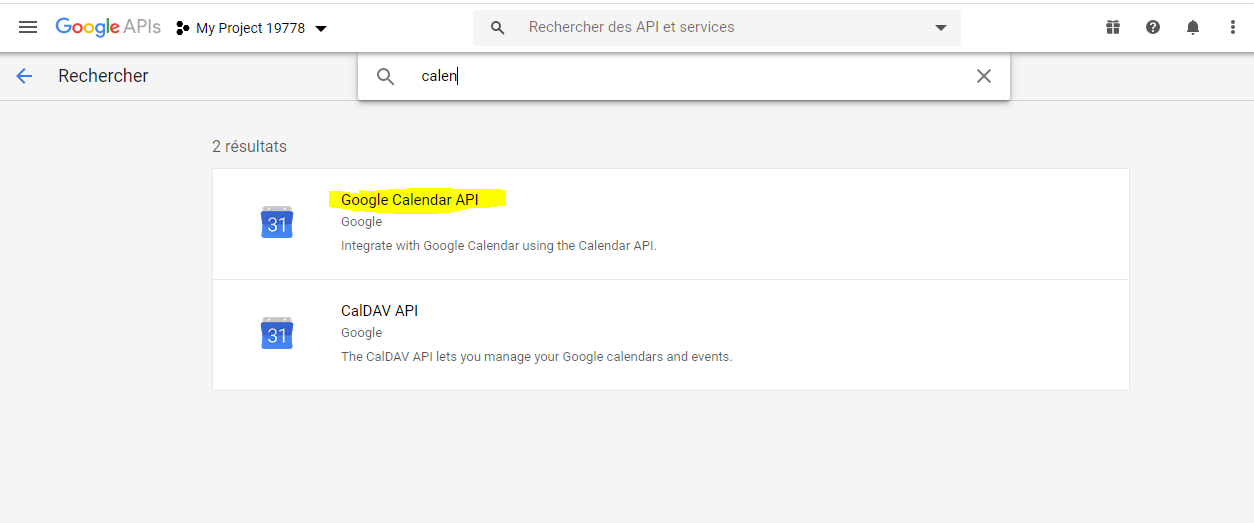 Google APIs My Project 19778 Rechercher des API et services
Rechercher calen
2 résultats
31
Google Calendar API
Google
Integrate with Google Calendar using the Calendar API.
31
CalDAV API
Google
The CalDAV API lets you manage your Google calendars and events.